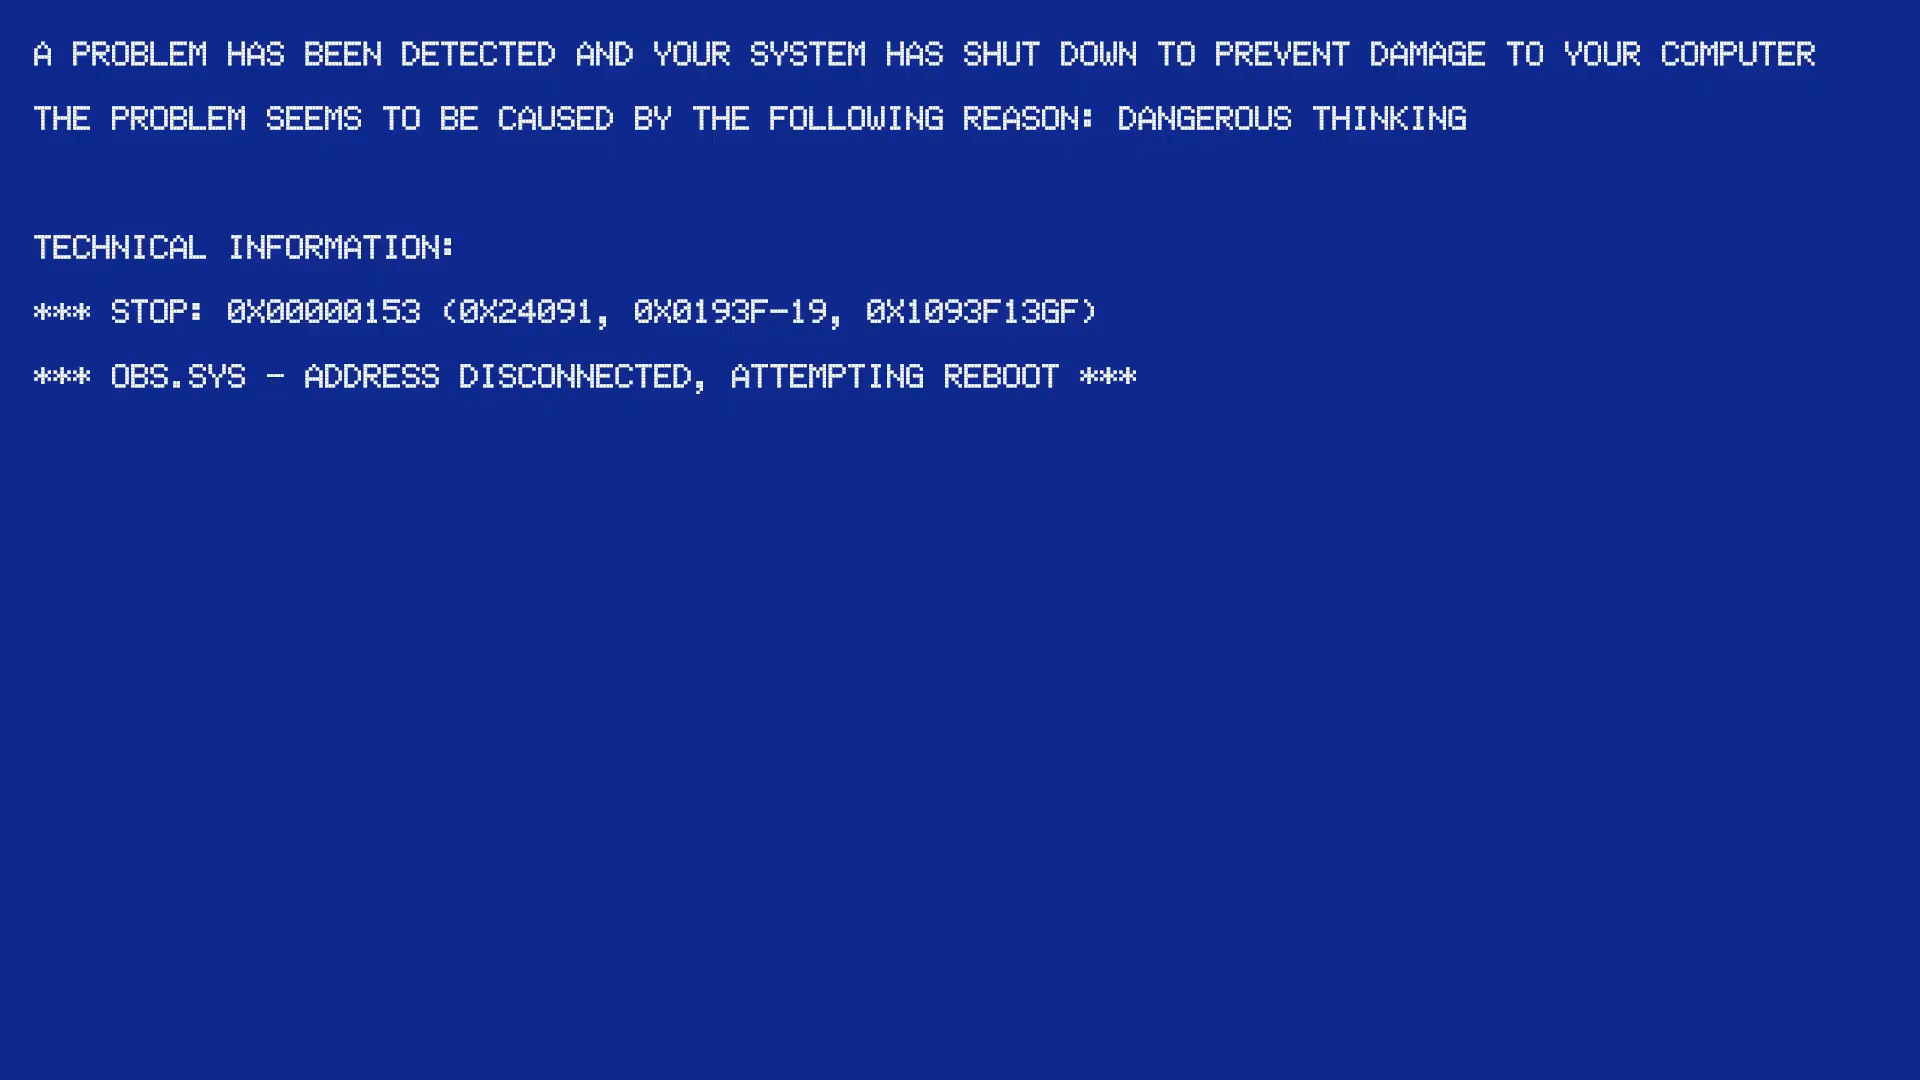 A PROBLEM HAS BEEN DETECTED AND YOUR SYSTEM HAS SHUT DOWN TO PREVENT DAMAGE TO YOUR COMPUTER
THE PROBLEM SEEMS TO BE CAUSED BY THE FOLLOWING REASON: DANGEROUS THINKING
TECHNICAL INFORMATION:
*** STOP: 0X00000153 (0X24091, 0X0193F-19, 0X1093F13GF)
*** OBS.SYS - ADDRESS DISCONNECTED, ATTEMPTING REBOOT ***